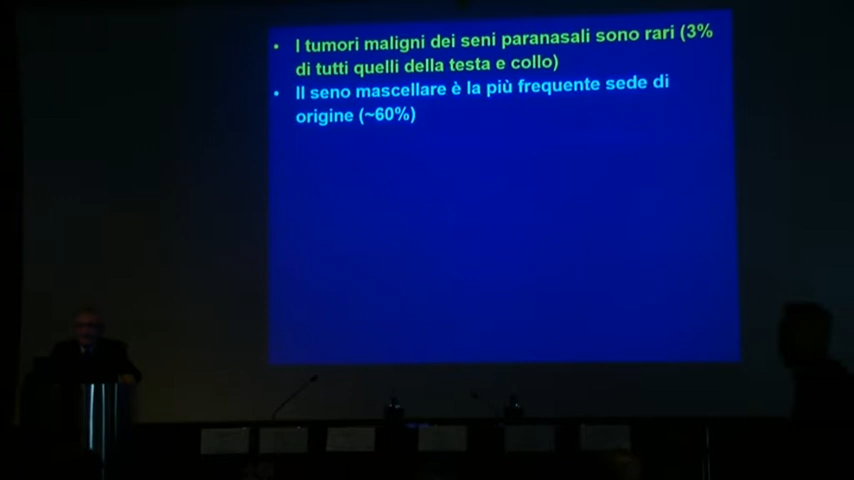 • I tumori maligni dei seni paranasali sono rari (3%
di tutti quelli della testa e collo)
• Il seno mascellare è la più frequente sede di
origine (~60%)